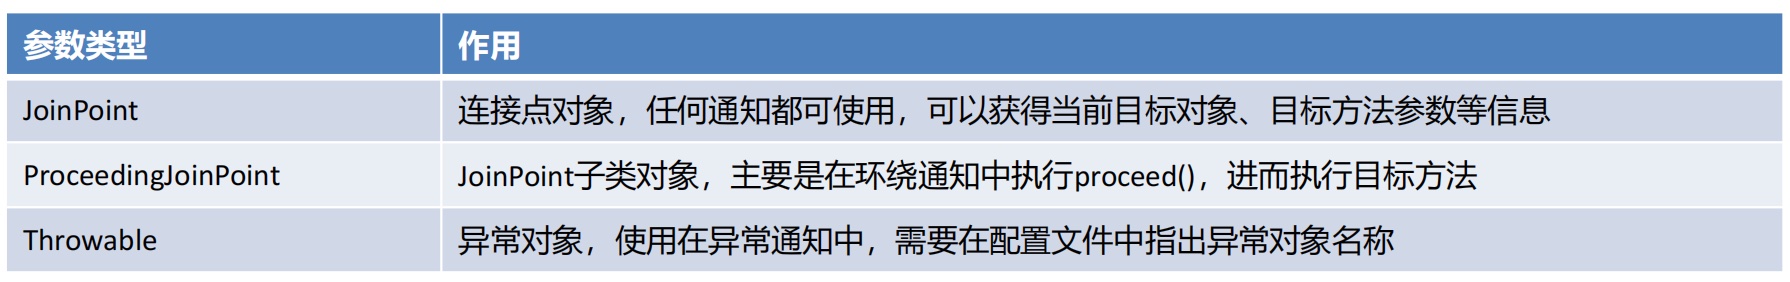 参数类型 作用
JoinPoint 连接点对象，任何通知都可使用，可以获得当前目标对象、目标方法参数等信息
ProceedingJoinPoint JoinPoint子类对象，主要是在环绕通知中执行proceed()，进而执行目标方法
Throwable 异常对象，使用在异常通知中，需要在配置文件中指出异常对象名称